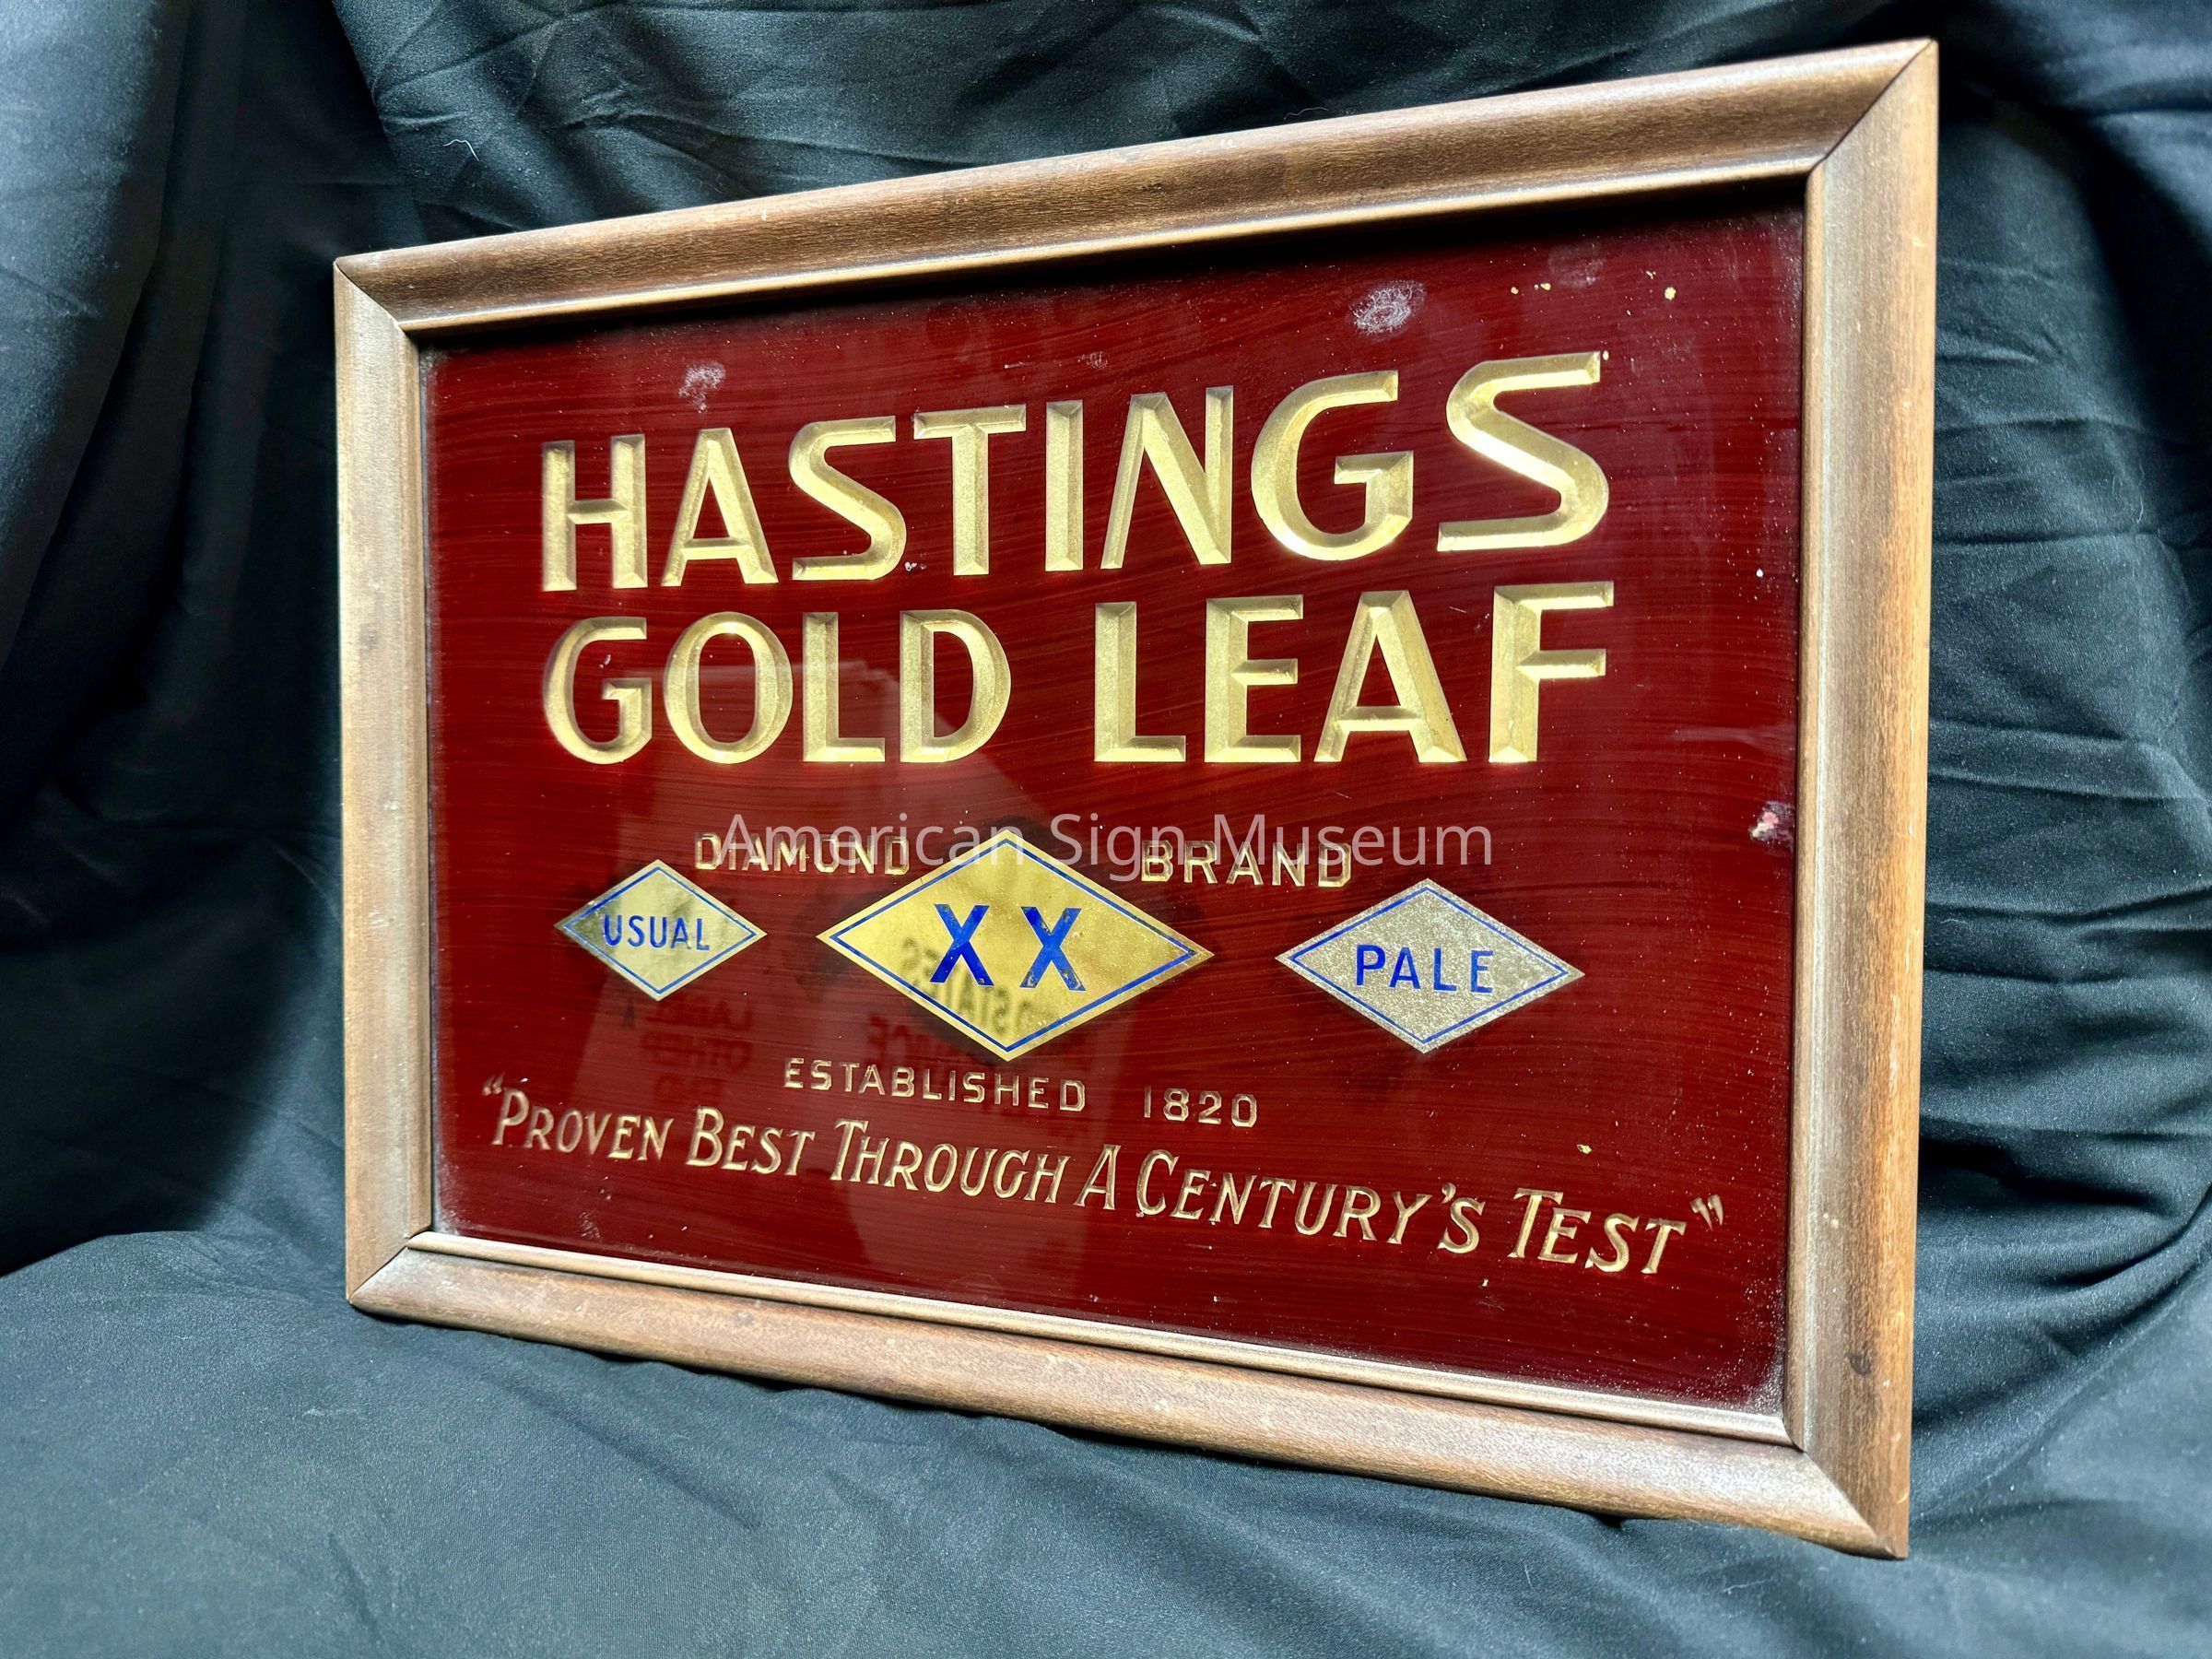 HASTINGS
GOLD LEAF
American Sign Museum
DIAMOND BRAND
USUAL XX PALE
ESTABLISHED 1820
"PROVEN BEST THROUGH A CENTURY'S TEST"